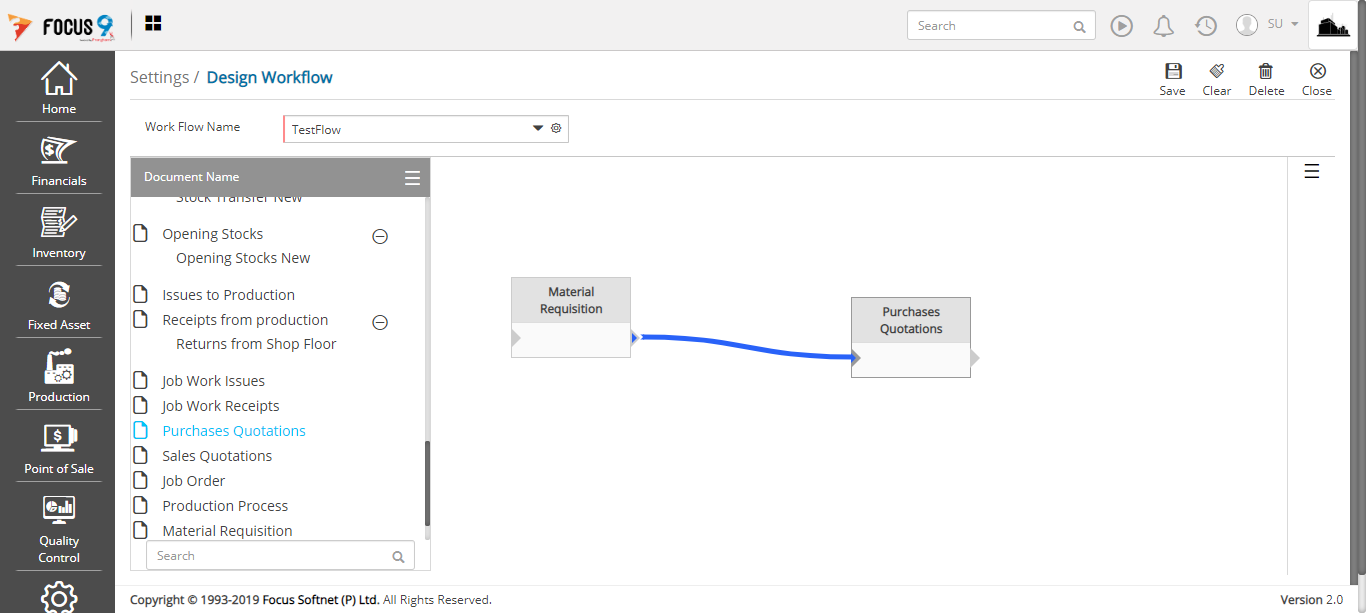 FOCUS 9
Search
SU
Home
Financials
Inventory
Fixed Asset
Production
Point of Sale
Quality
Control
Settings / Design Workflow
Save
Clear
Delete
Close
Work Flow Name
TestFlow
Document Name
Stock Transfer New
Opening Stocks
Opening Stocks New
Issues to Production
Receipts from production
Returns from Shop Floor
Job Work Issues
Job Work Receipts
Purchases Quotations
Sales Quotations
Job Order
Production Process
Material Requisition
Search
Material
Requisition
Purchases
Quotations
Copyright © 1993-2019 Focus Softnet (P) Ltd. All Rights Reserved.
Version 2.0